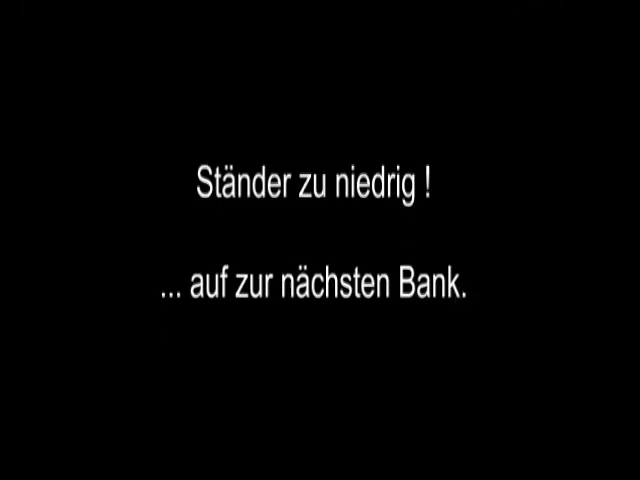 Ständer zu niedrig !
... auf zur nächsten Bank.